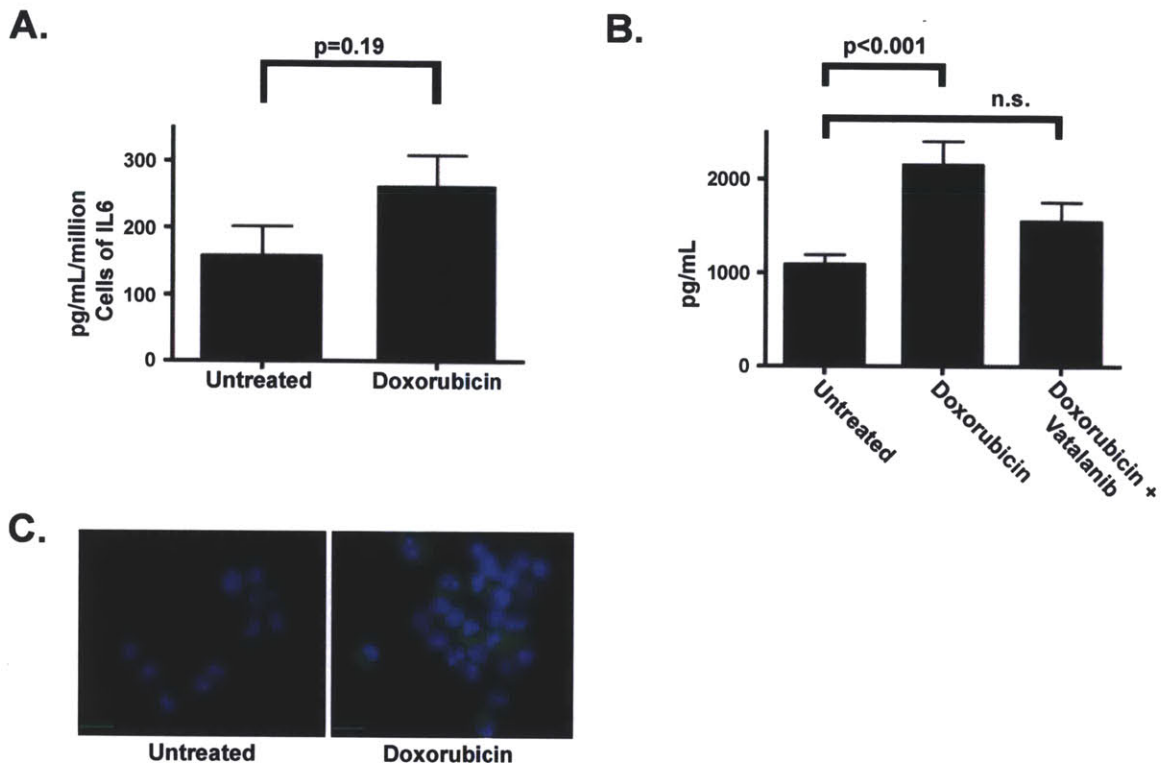 A.
p=0.19
pg/mL/million
Cells of IL6
300
200
100
0
Untreated
Doxorubicin
B.
p<0.001
n.s.
pg/mL
2000
1000
0
Untreated
Doxorubicin
Doxorubicin +
Vatalanib
C.
Untreated
Doxorubicin